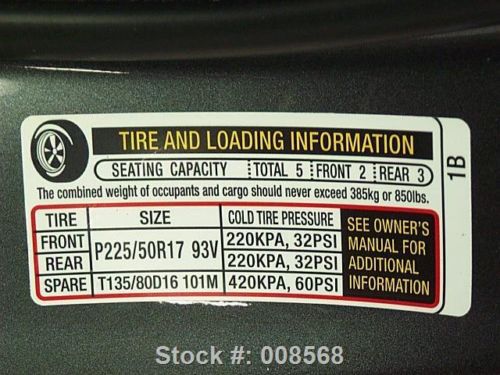 TIRE AND LOADING INFORMATION
SEATING CAPACITY TOTAL 5 FRONT 2 REAR 3
The combined weight of occupants and cargo should never exceed 385kg or 850lbs.
TIRE SIZE COLD TIRE PRESSURE
FRONT P225/50R17 93V 220KPA, 32PSI
REAR 220KPA, 32PSI
SPARE T135/80D16 101M 420KPA, 60PSI
SEE OWNER'S
MANUAL FOR
ADDITIONAL
INFORMATION
1B
Stock #: 008568